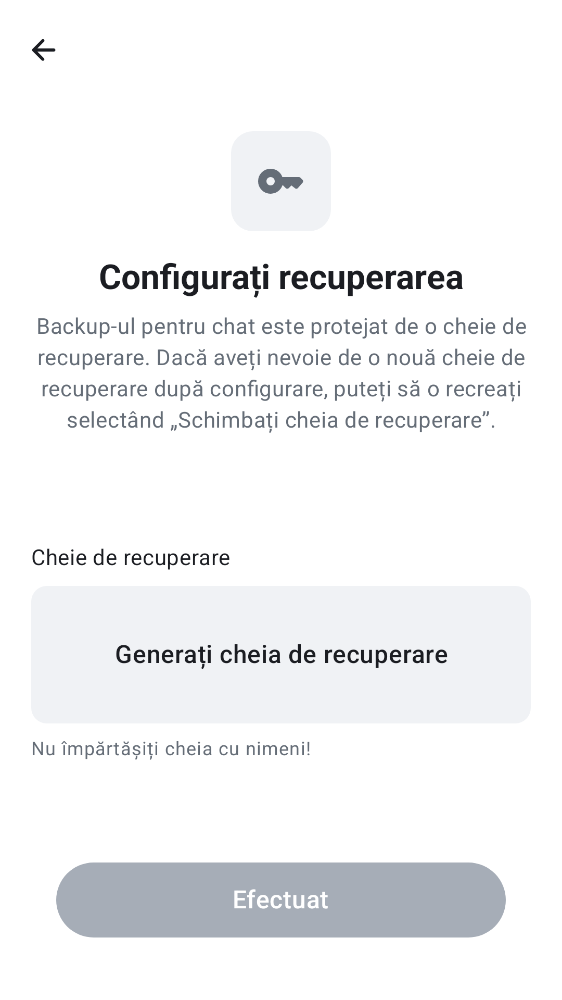 Configurați recuperarea
Backup-ul pentru chat este protejat de o cheie de
recuperare. Dacă aveți nevoie de o nouă cheie de
recuperare după configurare, puteți să o recreați
selectând „Schimbați cheia de recuperare”.
Cheie de recuperare
Generați cheia de recuperare
Nu împărtășiți cheia cu nimeni!
Efectuat